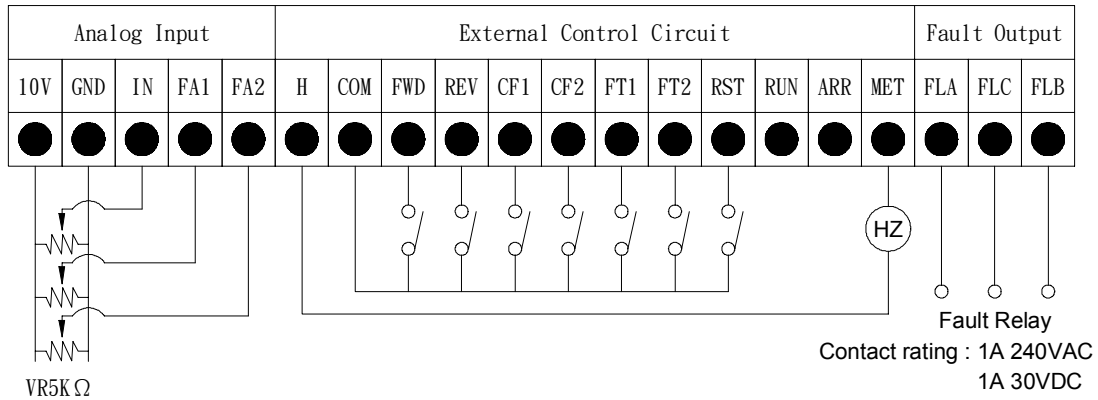 Analog Input External Control Circuit Fault Output
10V GND IN FA1 FA2 H COM FWD REV CF1 CF2 FT1 FT2 RST RUN ARR MET FLA FLC FLB
HZ
Fault Relay
Contact rating : 1A 240VAC
1A 30VDC
VR5KΩ